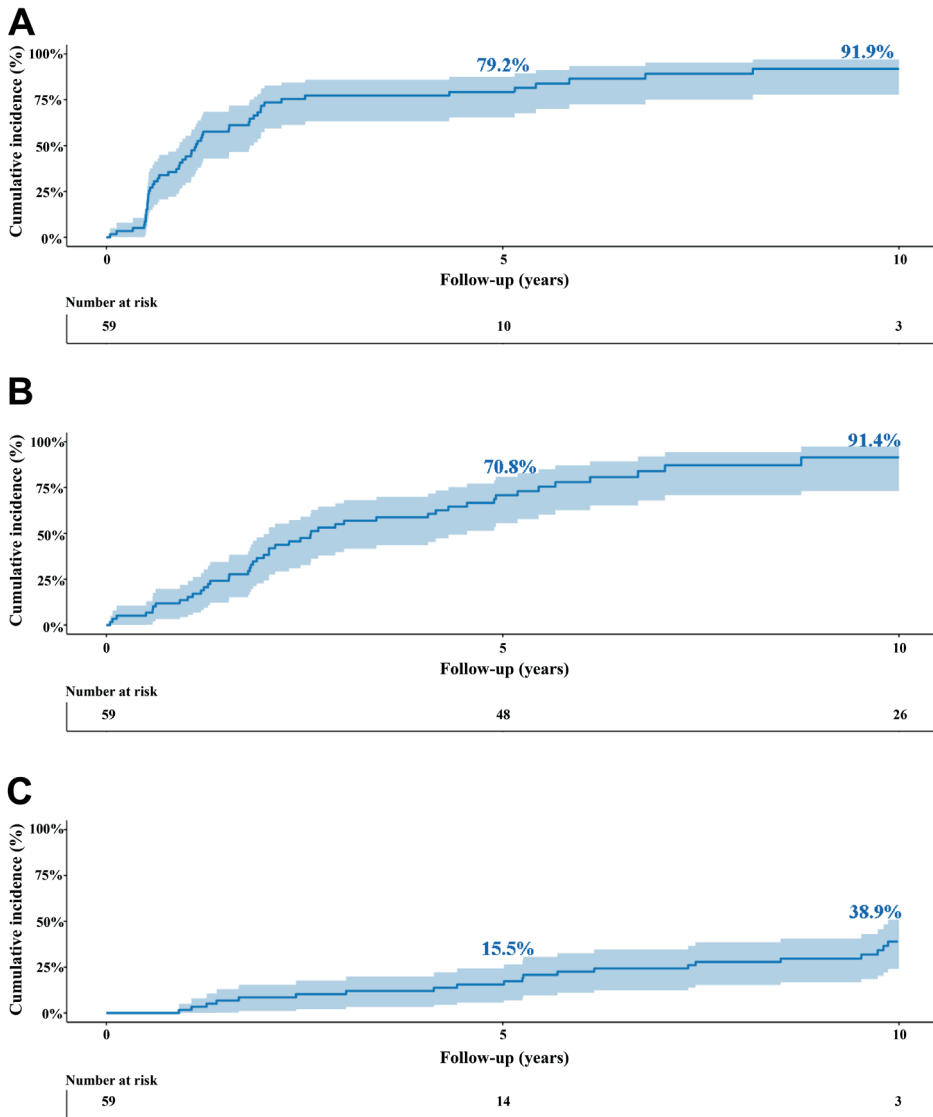 A
Cumulative incidence (%)
100%
75%
50%
25%
0%
79.2%
91.9%
0 5 10
Follow-up (years)
Number at risk
59 10 3
B
Cumulative incidence (%)
100%
75%
50%
25%
0%
70.8%
91.4%
0 5 10
Follow-up (years)
Number at risk
59 48 26
C
Cumulative incidence (%)
100%
75%
50%
25%
0%
15.5%
38.9%
0 5 10
Follow-up (years)
Number at risk
59 14 3